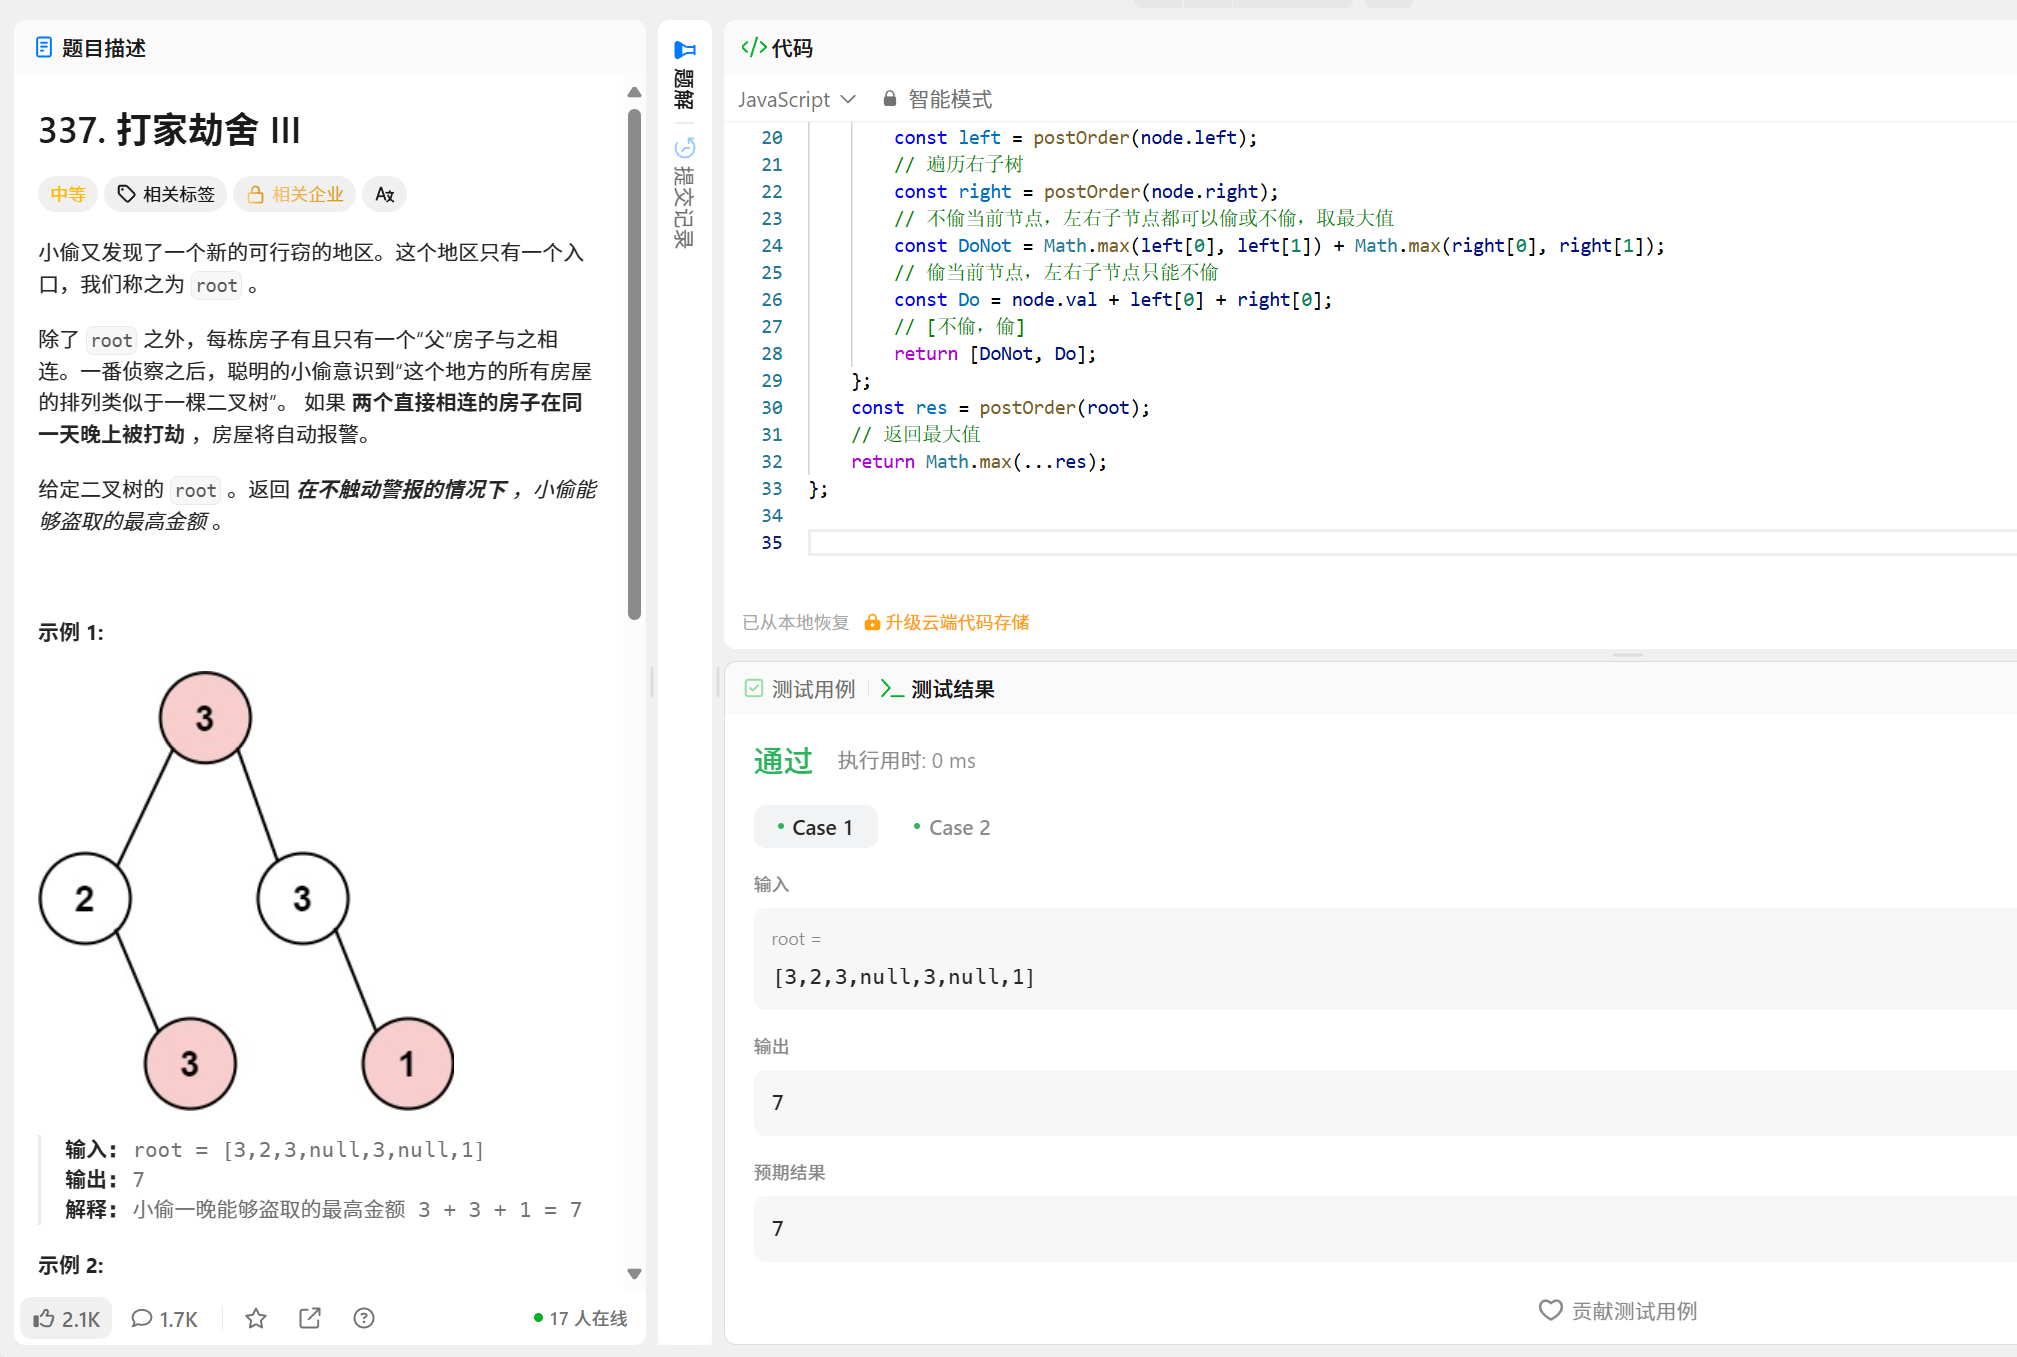 题目描述
337. 打家劫舍 III
中等 相关标签 相关企业 Aあ
小偷又发现了一个新的可行窃的地区。这个地区只有一个入
口，我们称之为 root 。
除了 root 之外，每栋房子有且只有一个“父“房子与之相
连。一番侦察之后，聪明的小偷意识到“这个地方的所有房屋
的排列类似于一棵二叉树”。 如果 两个直接相连的房子在同
一天晚上被打劫 ，房屋将自动报警。
给定二叉树的 root 。返回 在不触动警报的情况下 ，小偷能
够盗取的最高金额 。
示例 1:
3
2
3
3
1
输入： root = [3,2,3,null,3,null,1]
输出： 7
解释： 小偷一晚能够盗取的最高金额 3 + 3 + 1 = 7
示例 2:
2.1K 1.7K 17 人在线
题解
提交记录
</> 代码
JavaScript 智能模式
20 const left = postOrder(node.left);
21 // 遍历右子树
22 const right = postOrder(node.right);
23 // 不偷当前节点，左右子节点都可以偷或不偷，取最大值
24 const DoNot = Math.max(left[0], left[1]) + Math.max(right[0], right[1]);
25 // 偷当前节点，左右子节点只能不偷
26 const Do = node.val + left[0] + right[0];
27 // [不偷，偷]
28 return [DoNot, Do];
29 };
30 const res = postOrder(root);
31 // 返回最大值
32 return Math.max(...res);
33 };
34
35
已从本地恢复 升级云端代码存储
测试用例 测试结果
通过 执行用时: 0 ms
Case 1 Case 2
输入
root =
[3,2,3,null,3,null,1]
输出
7
预期结果
7
贡献测试用例